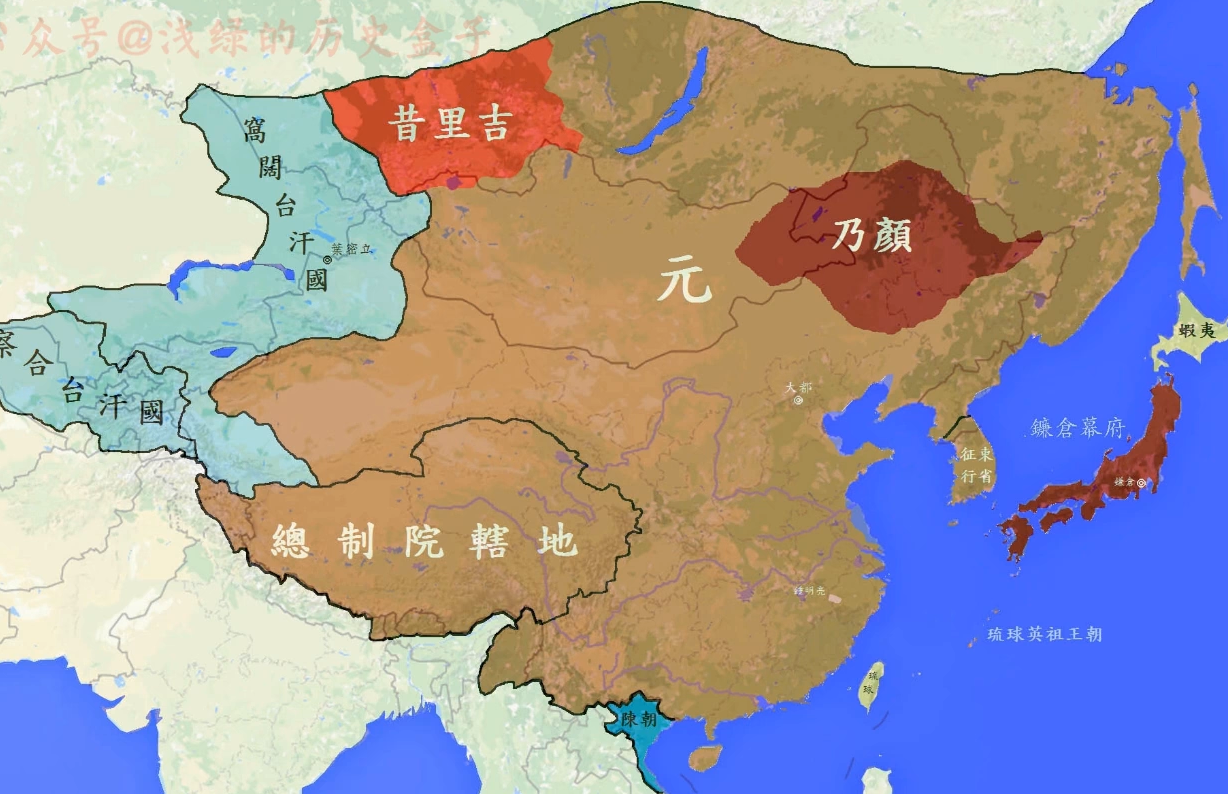 众号@浅绿的历史盒子
昔里吉
窩闊台汗國
葉密立
乃顏
元
察合台汗國
大都
蝦夷
鎌倉幕府
鎌倉
征東
行省
總制院轄地
鍾明亮
琉球英祖王朝
琉球
陳朝